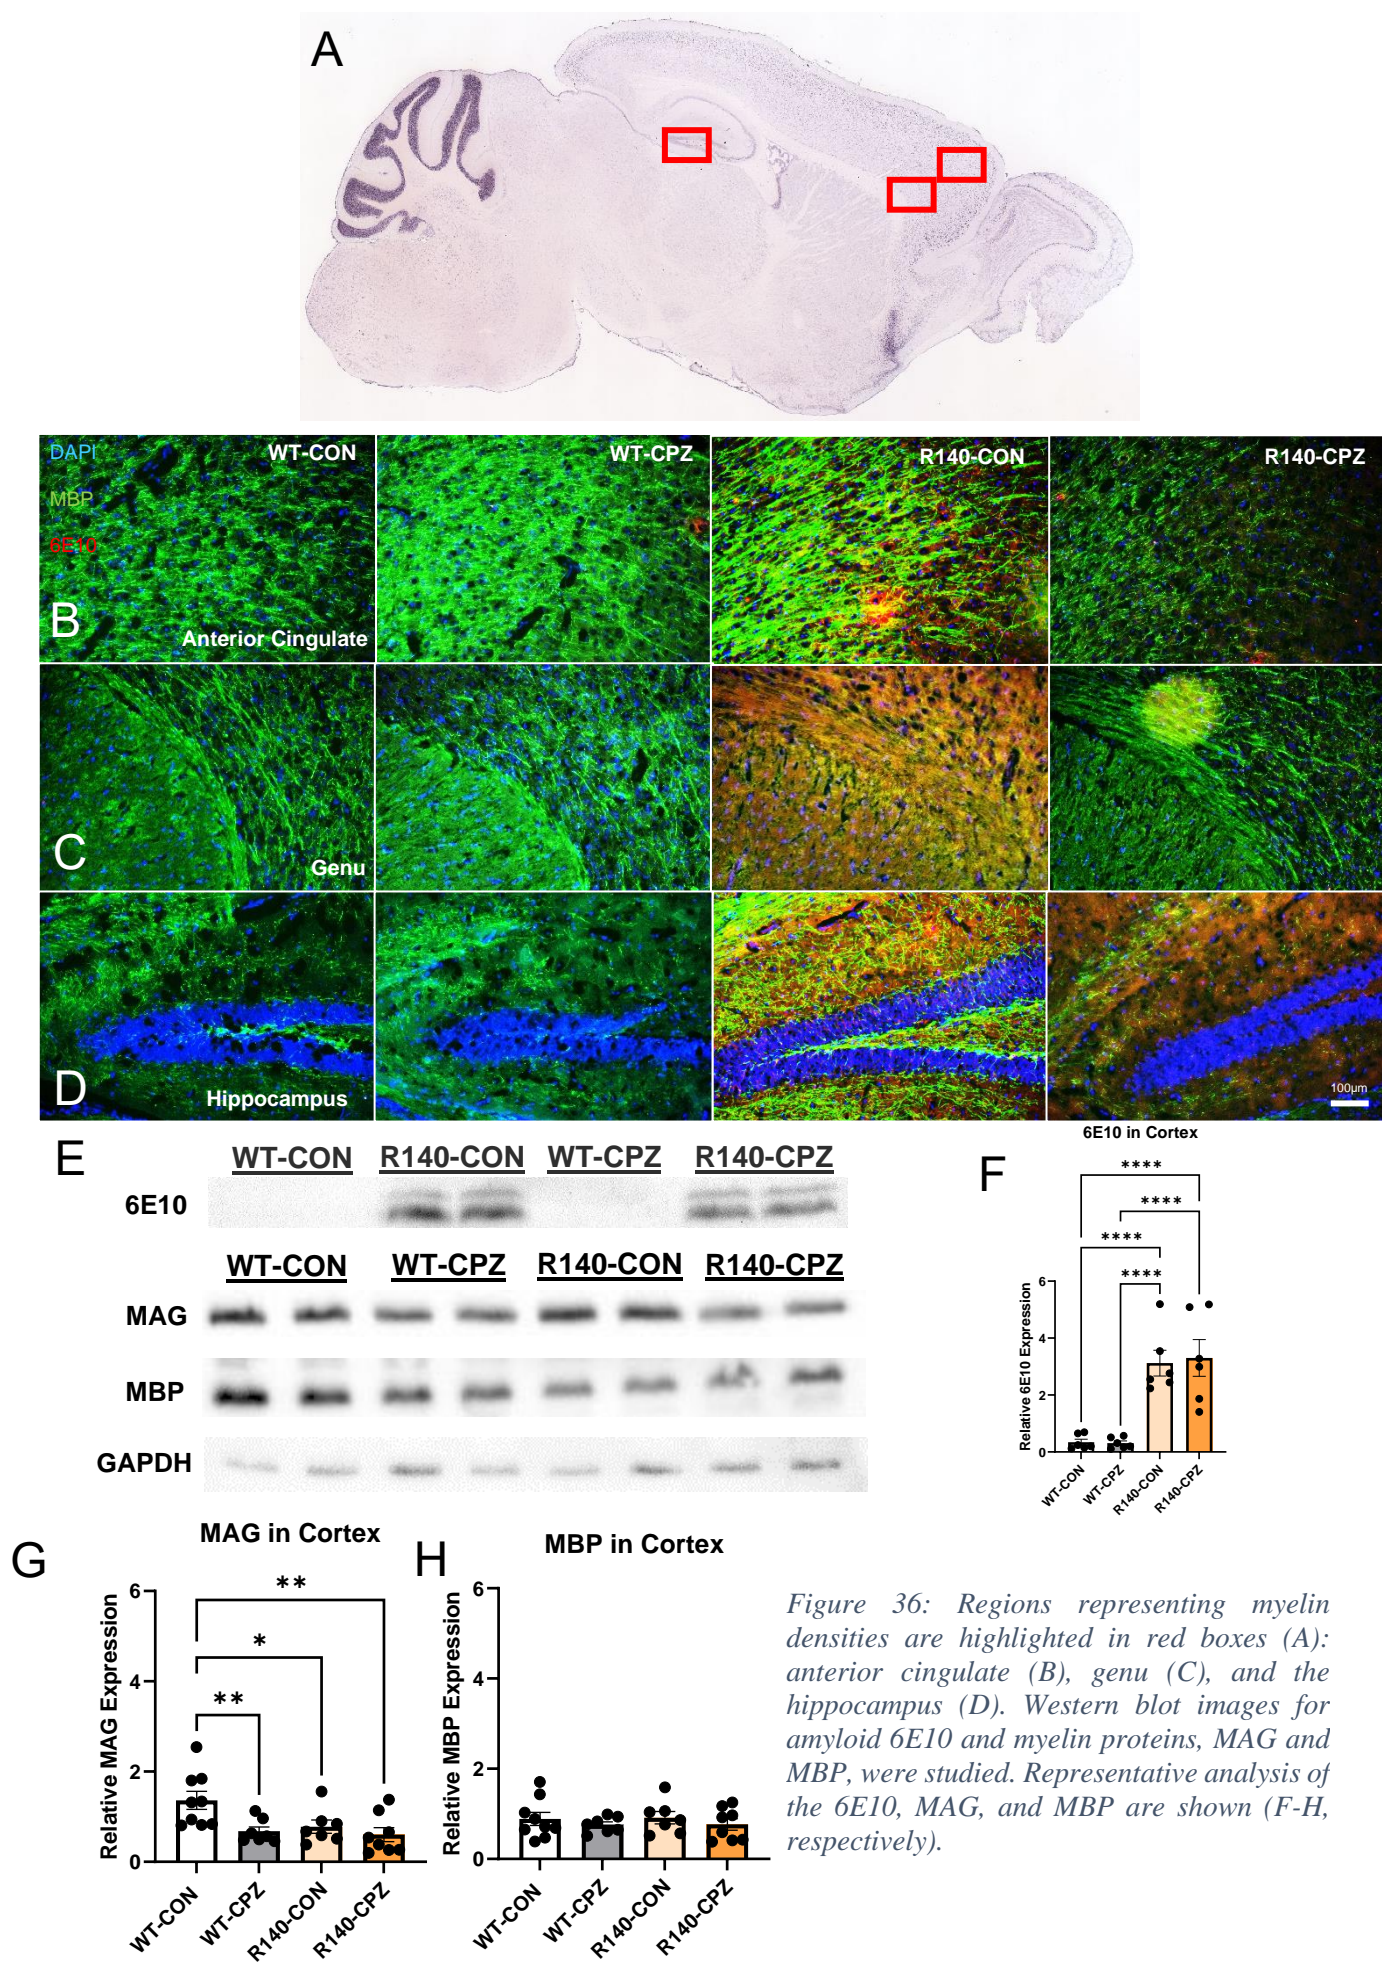 A
DAPI
WT-CON
WT-CPZ
R140-CON
R140-CPZ
MBP
6E10
B
Anterior Cingulate
C
Genu
D
Hippocampus
100µm
E
WT-CON R140-CON WT-CPZ R140-CPZ
6E10
WT-CON WT-CPZ R140-CON R140-CPZ
MAG
MBP
GAPDH
6E10 in Cortex
F
****
****
****
****
Relative 6E10 Expression
6
4
2
0
WT-CON
WT-CPZ
R140-CON
R140-CPZ
G
MAG in Cortex
**
*
**
Relative MAG Expression
6
4
2
0
WT-CON
WT-CPZ
R140-CON
R140-CPZ
H
MBP in Cortex
Relative MBP Expression
6
4
2
0
WT-CON
WT-CPZ
R140-CON
R140-CPZ
Figure 36: Regions representing myelin
densities are highlighted in red boxes (A):
anterior cingulate (B), genu (C), and the
hippocampus (D). Western blot images for
amyloid 6E10 and myelin proteins, MAG and
MBP, were studied. Representative analysis of
the 6E10, MAG, and MBP are shown (F-H,
respectively).